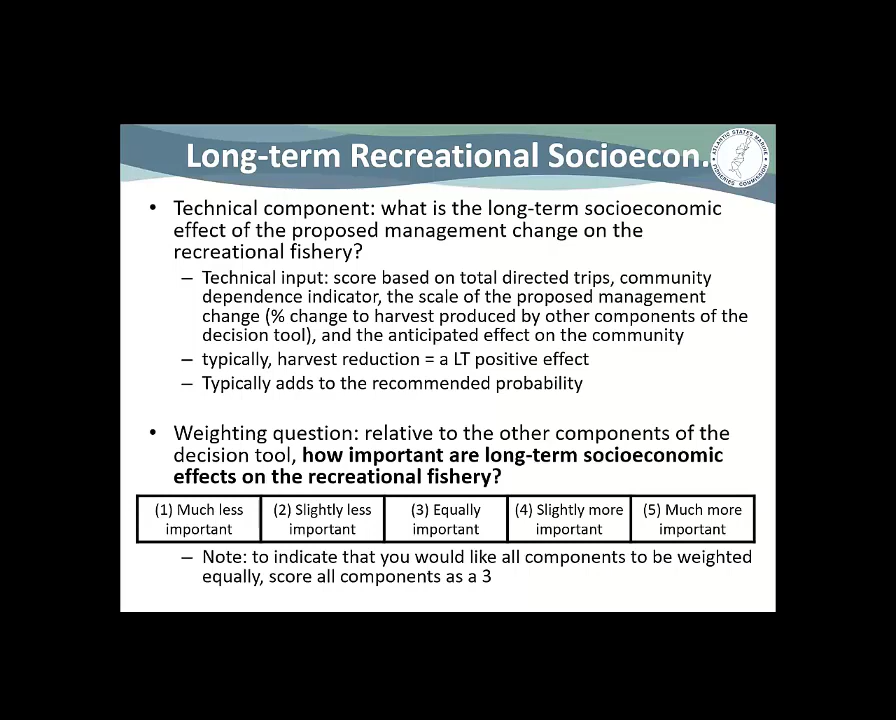 Long-term Recreational Socioecon.
ATLANTIC STATES MARINE
FISHERIES COMMISSION
• Technical component: what is the long-term socioeconomic
effect of the proposed management change on the
recreational fishery?
– Technical input: score based on total directed trips, community
dependence indicator, the scale of the proposed management
change (% change to harvest produced by other components of the
decision tool), and the anticipated effect on the community
– typically, harvest reduction = a LT positive effect
– Typically adds to the recommended probability
• Weighting question: relative to the other components of the
decision tool, how important are long-term socioeconomic
effects on the recreational fishery?
(1) Much less (2) Slightly less (3) Equally (4) Slightly more (5) Much more
important important important important important
– Note: to indicate that you would like all components to be weighted
equally, score all components as a 3